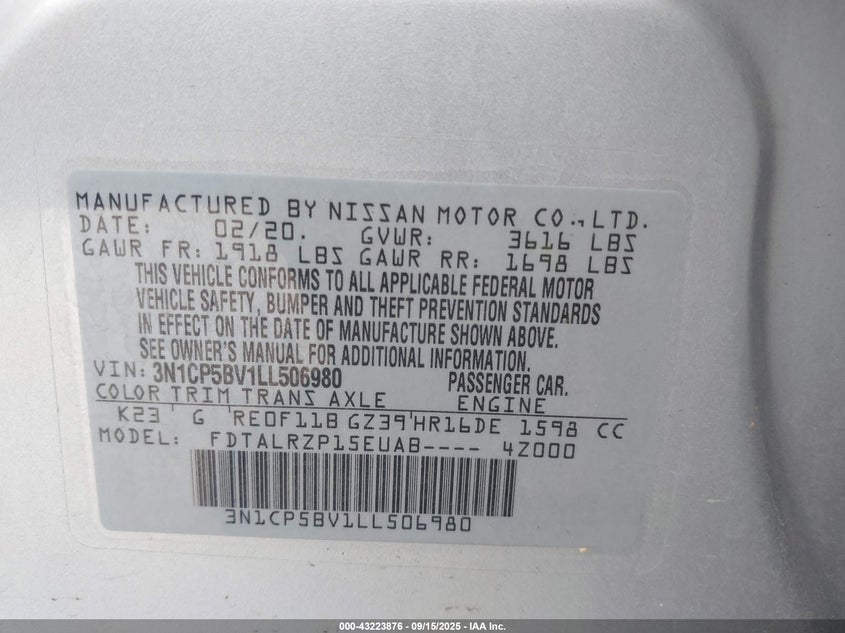 MANUFACTURED BY NISSAN MOTOR CO., LTD.
DATE: 02/20. GVWR: 3616 LBS
GAWR FR: 1918 LBS GAWR RR: 1698 LBS
THIS VEHICLE CONFORMS TO ALL APPLICABLE FEDERAL MOTOR
VEHICLE SAFETY, BUMPER AND THEFT PREVENTION STANDARDS
IN EFFECT ON THE DATE OF MANUFACTURE SHOWN ABOVE.
SEE OWNER'S MANUAL FOR ADDITIONAL INFORMATION.
VIN: 3N1CP5BV1LL506980 PASSENGER CAR.
COLOR TRIM TRANS AXLE ENGINE
K23 G RE0F11B GZ39 HR16DE 1598 CC
MODEL: FDTALRZP15EUAB---- 4Z000
3N1CP5BV1LL506980
000-43223876 - 09/15/2025 - IAA Inc.